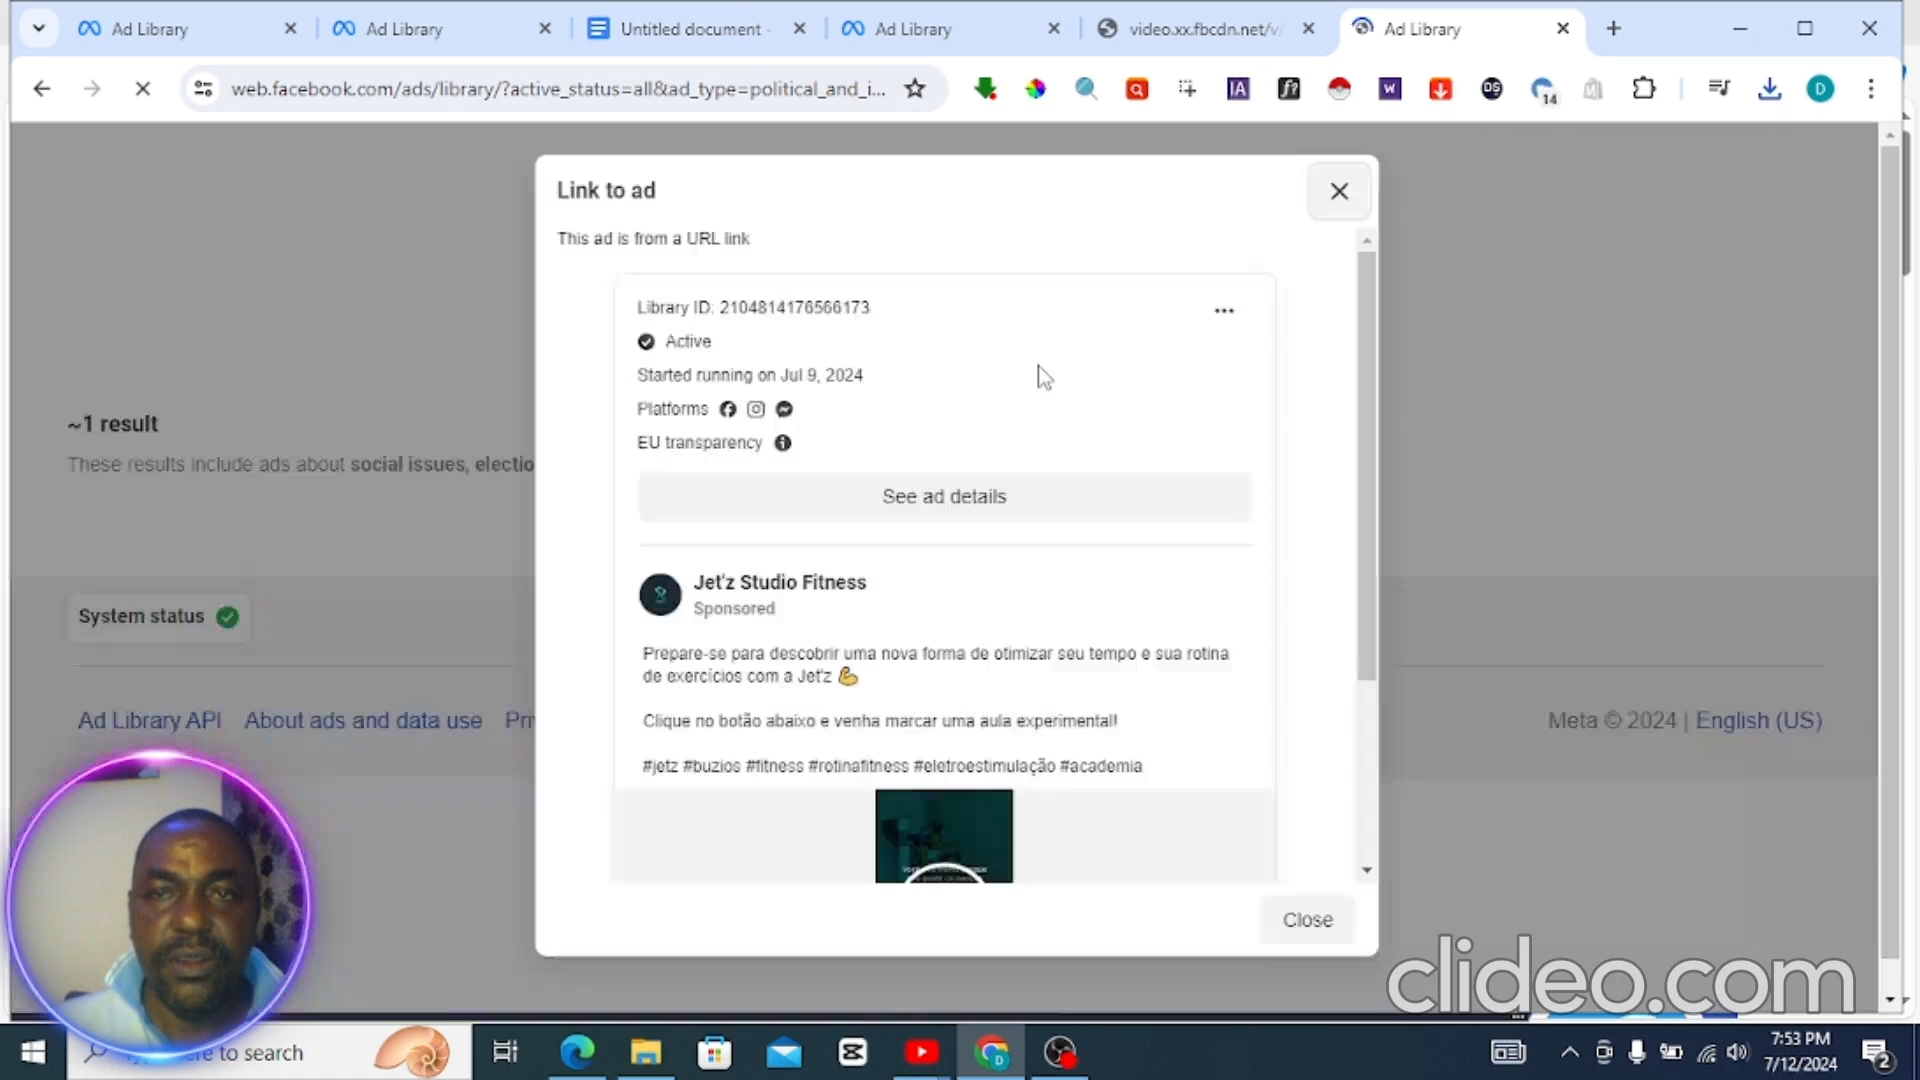 Ad Library
Ad Library
Untitled document -
Ad Library
video.xx.fbcdn.net/v/
Ad Library
web.facebook.com/ads/library/?active_status=all&ad_type=political_and_i...
IA
f?
W
DS
14
D
Link to ad
This ad is from a URL link
Library ID: 2104814176566173
Active
Started running on Jul 9, 2024
Platforms
EU transparency
See ad details
~1 result
These results include ads about social issues, electio
Jet'z Studio Fitness
Sponsored
System status
Prepare-se para descobrir uma nova forma de otimizar seu tempo e sua rotina
de exercícios com a Jet'z 💪
Clique no botão abaixo e venha marcar uma aula experimental!
#jetz #buzios #fitness #rotinafitness #eletroestimulação #academia
Ad Library API About ads and data use Pri
Meta © 2024 | English (US)
Close
clideo.com
here to search
D
7:53 PM
7/12/2024
2